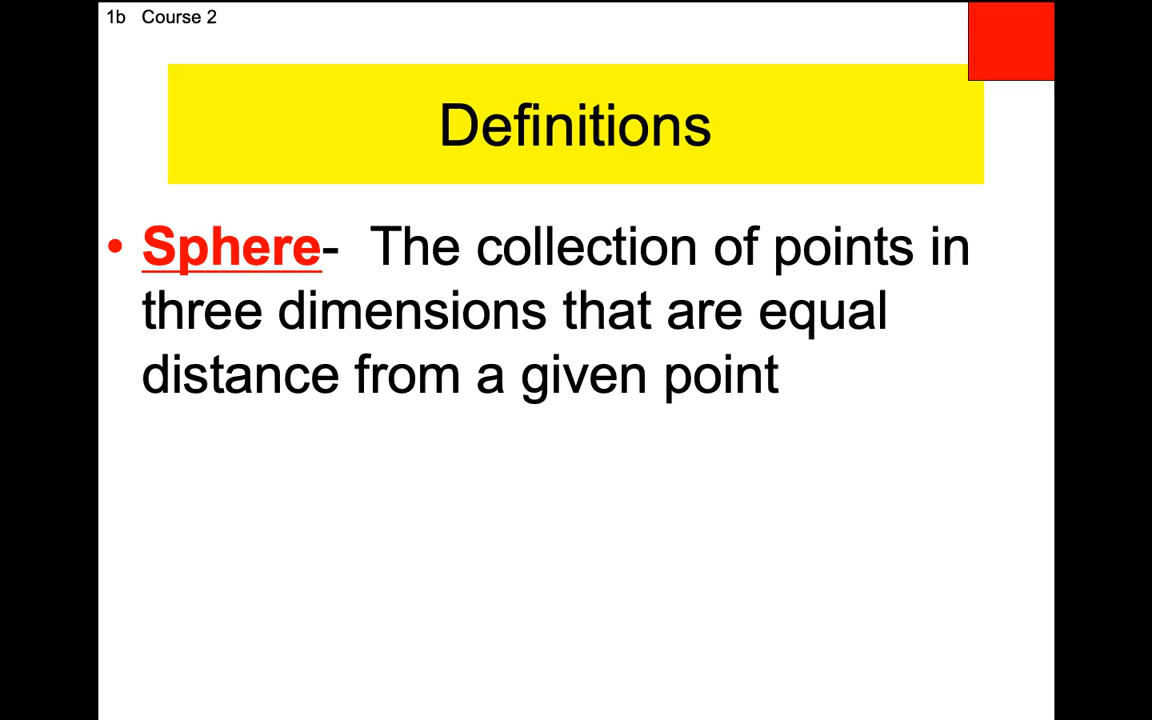 1b Course 2
Definitions
• Sphere- The collection of points in
three dimensions that are equal
distance from a given point